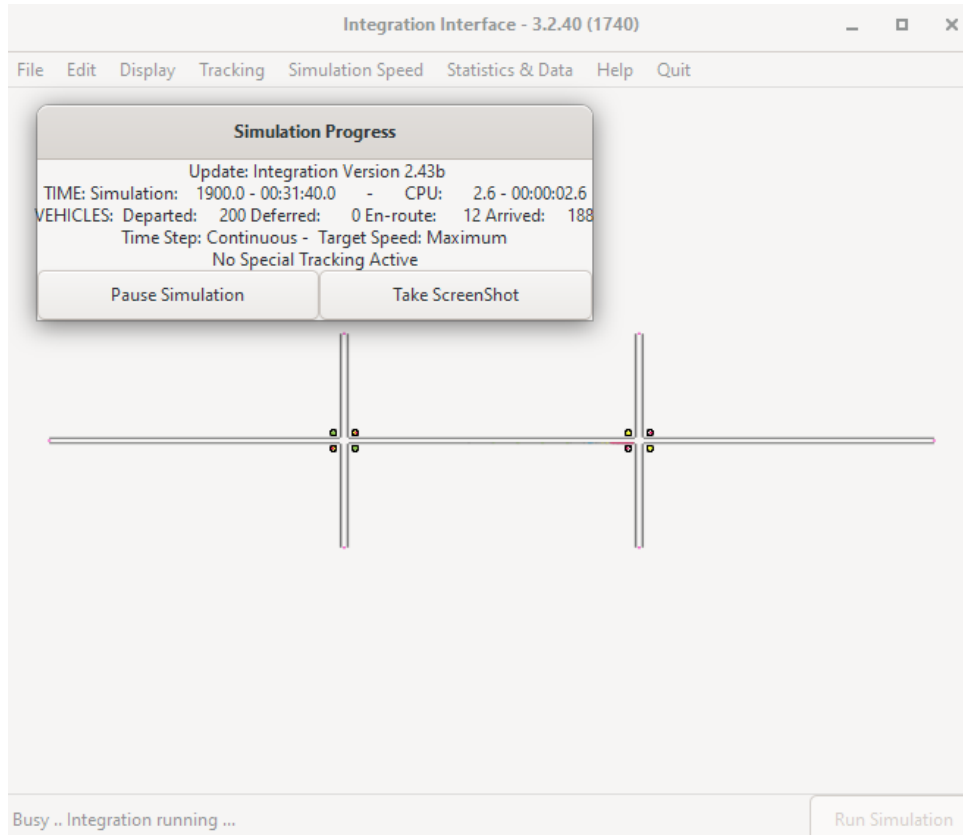 Integration Interface - 3.2.40 (1740)
File Edit Display Tracking Simulation Speed Statistics & Data Help Quit
Simulation Progress
Update: Integration Version 2.43b
TIME: Simulation: 1900.0 - 00:31:40.0 - CPU: 2.6 - 00:00:02.6
VEHICLES: Departed: 200 Deferred: 0 En-route: 12 Arrived: 188
Time Step: Continuous - Target Speed: Maximum
No Special Tracking Active
Pause Simulation Take ScreenShot
Busy .. Integration running ... Run Simulation